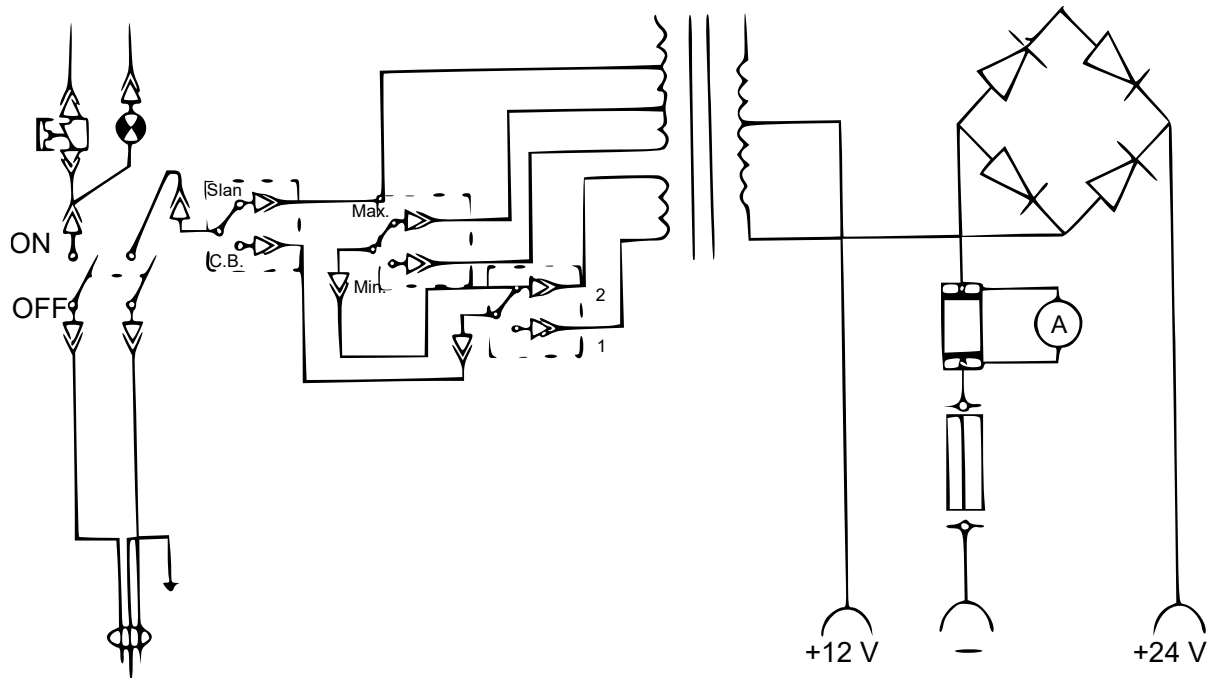 Slan
Max.
ON
C.B.
Min.
OFF
2
1
A
+12 V
−
+24 V